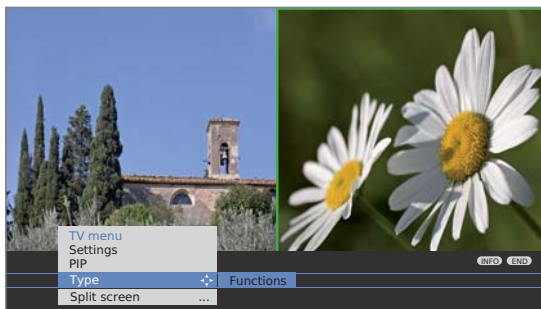 TV menu
Settings
PIP
INFO END
Type Functions
Split screen ...